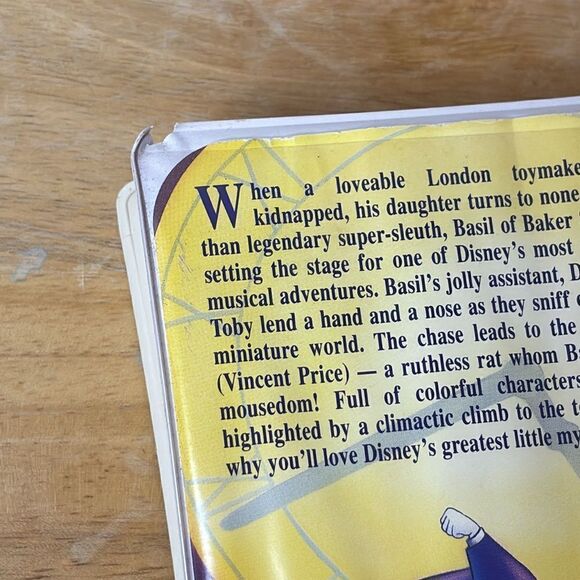 When a loveable London toymake
kidnapped, his daughter turns to none
than legendary super-sleuth, Basil of Baker
setting the stage for one of Disney's most
musical adventures. Basil's jolly assistant, D
Toby lend a hand and a nose as they sniff
miniature world. The chase leads to the
(Vincent Price) — a ruthless rat whom Ba
mousedom! Full of colorful characters
highlighted by a climactic climb to the t
why you'll love Disney's greatest little my